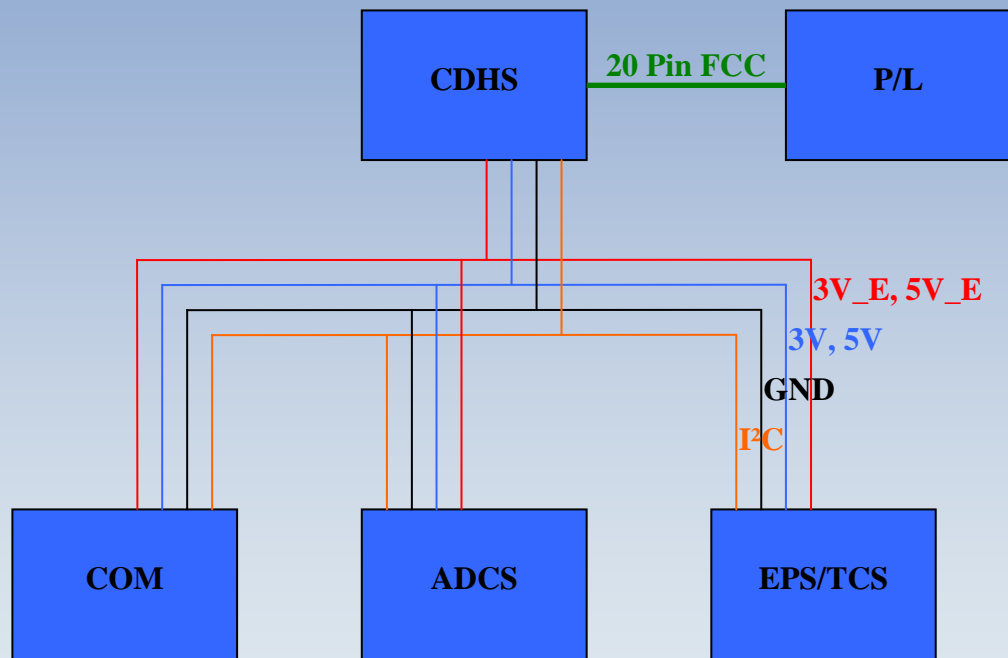 20 Pin FCC
CDHS
P/L
3V_E, 5V_E
3V, 5V
GND
I²C
COM
ADCS
EPS/TCS